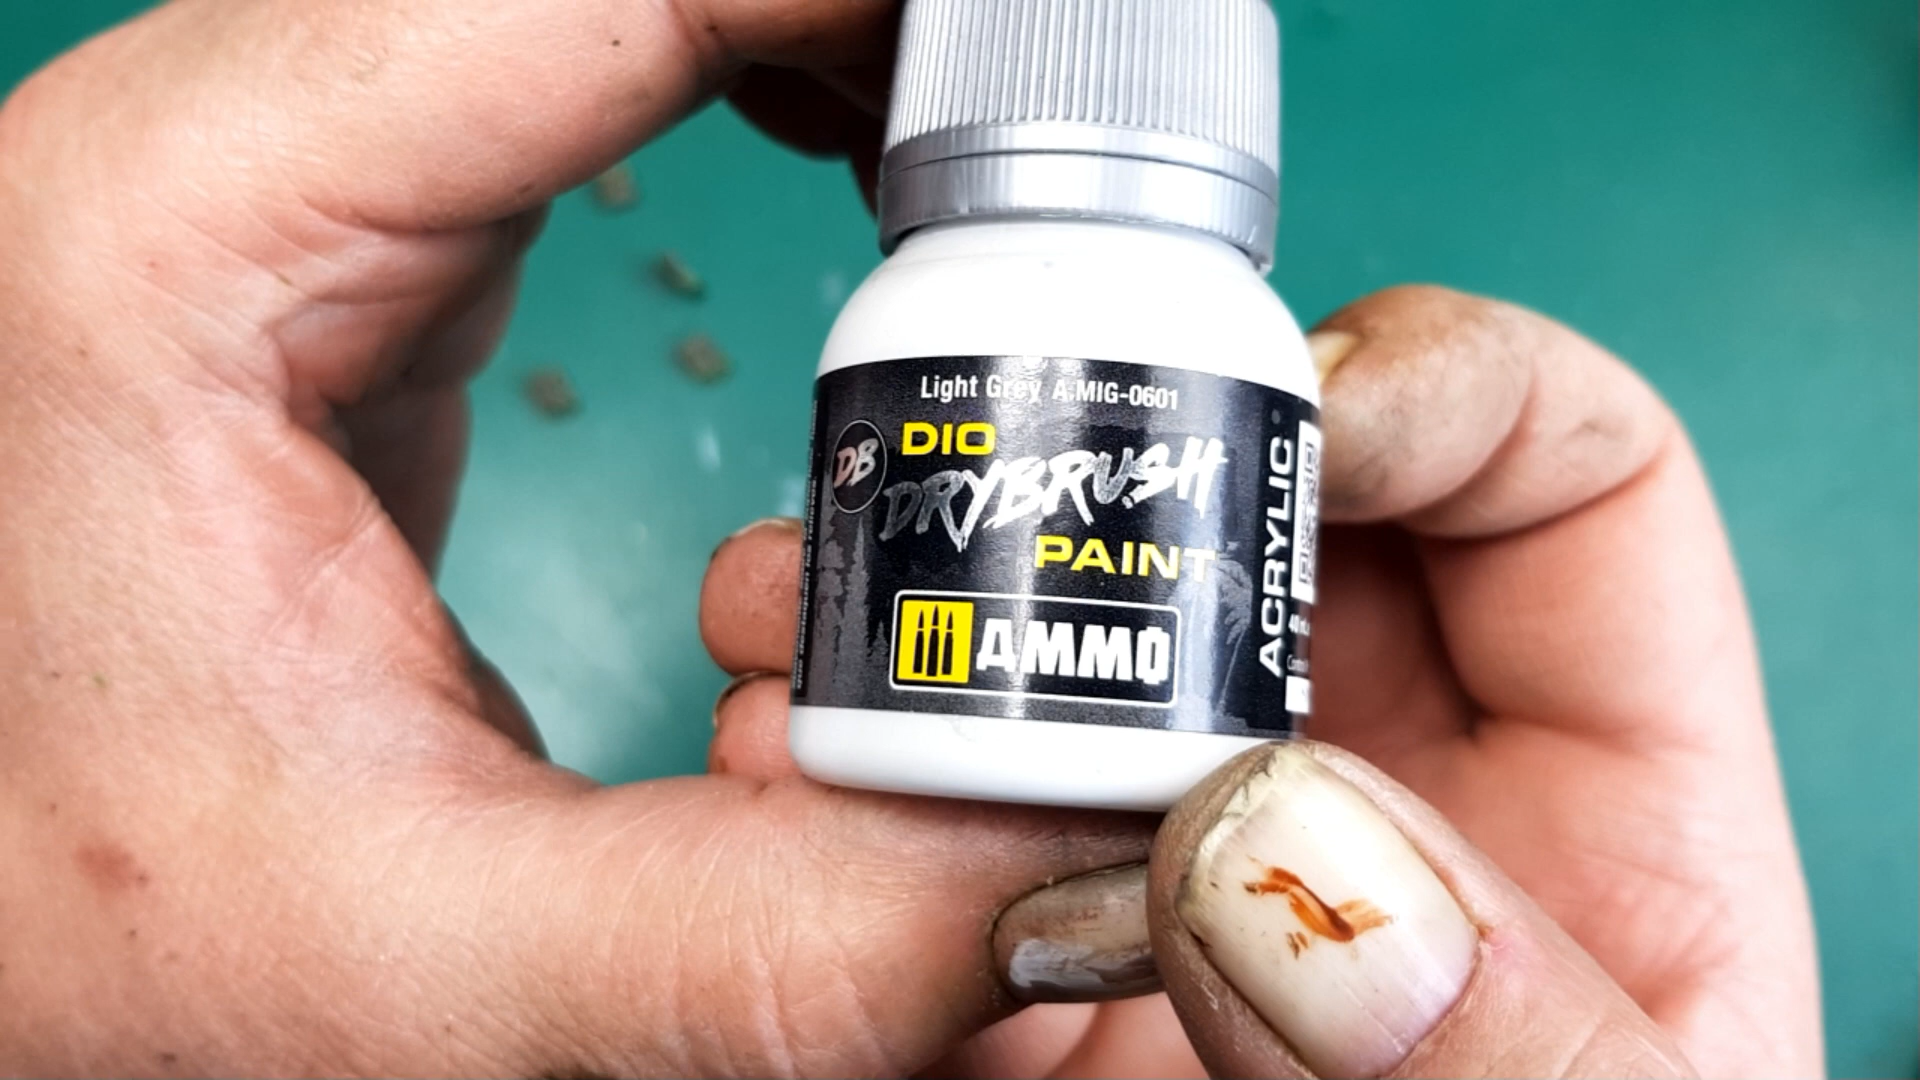 Light Grey A.MIG-0601
DB
DIO
DRYBRUSH
PAINT
AMMO
ACRYLIC